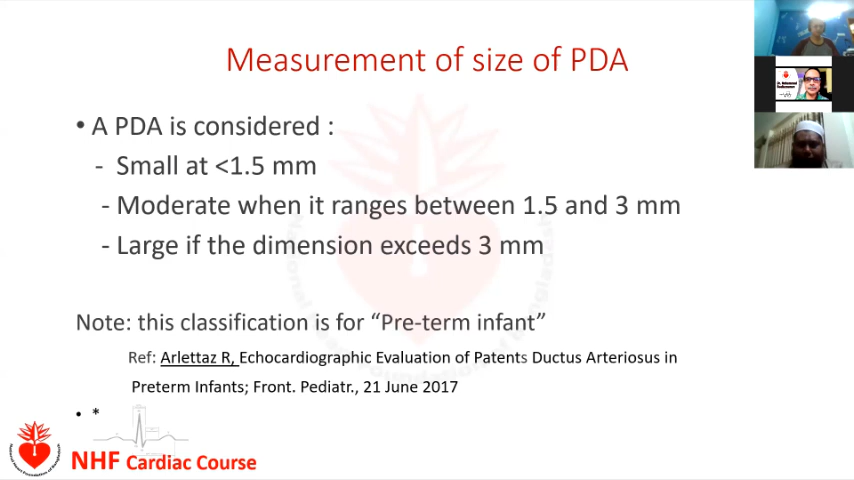 Measurement of size of PDA
• A PDA is considered :
- Small at <1.5 mm
- Moderate when it ranges between 1.5 and 3 mm
- Large if the dimension exceeds 3 mm
Note: this classification is for “Pre-term infant”
Ref: Arlettaz R, Echocardiographic Evaluation of Patents Ductus Arteriosus in
Preterm Infants; Front. Pediatr., 21 June 2017
• *
NHF Cardiac Course